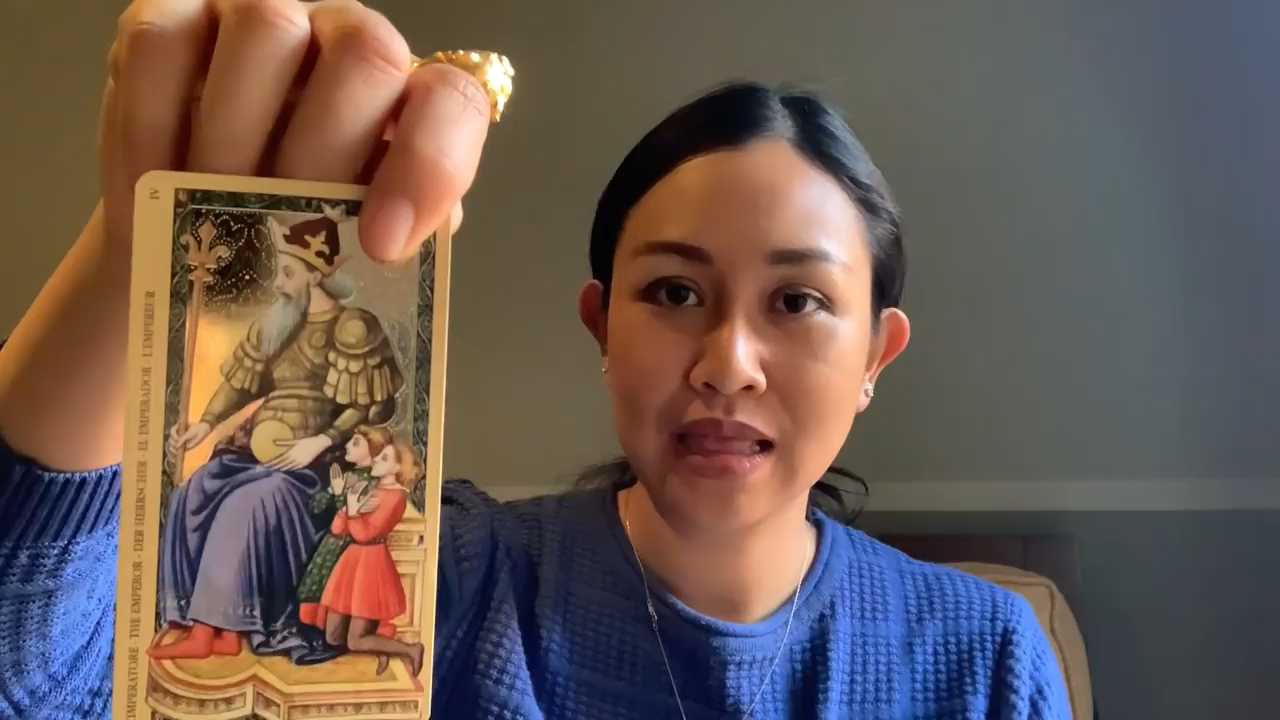 IV
IMPERATORE · THE EMPEROR · DER HERRSCHER · EL EMPERADOR · L'EMPEREUR